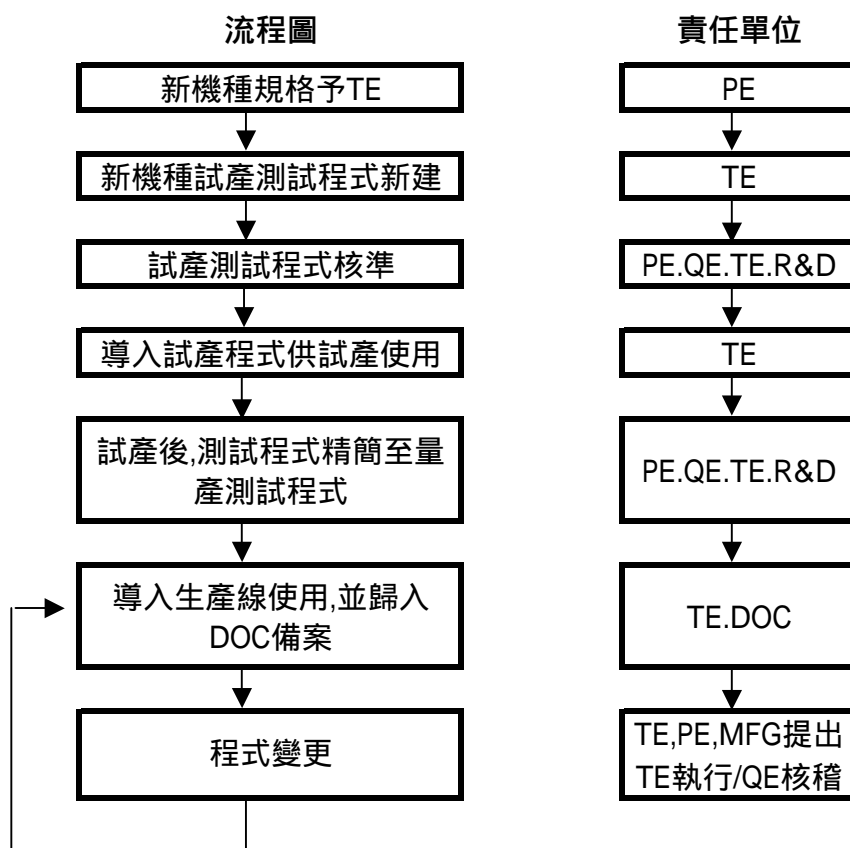 流程圖
責任單位
新機種規格予TE
PE
新機種試產測試程式新建
TE
試產測試程式核準
PE.QE.TE.R&D
導入試產程式供試產使用
TE
試產後,測試程式精簡至量
產測試程式
PE.QE.TE.R&D
導入生產線使用,並歸入
DOC備案
TE.DOC
程式變更
TE,PE,MFG提出
TE執行/QE核稽